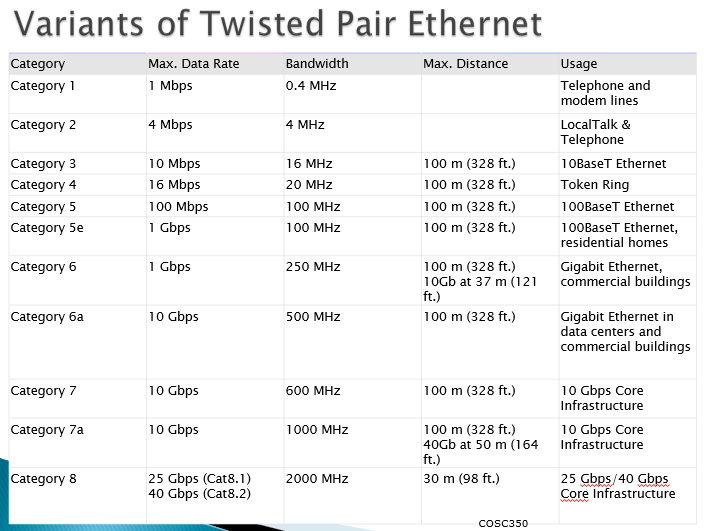 Variants of Twisted Pair Ethernet
Category Max. Data Rate Bandwidth Max. Distance Usage
Category 1 1 Mbps 0.4 MHz Telephone and
modem lines
Category 2 4 Mbps 4 MHz LocalTalk &
Telephone
Category 3 10 Mbps 16 MHz 100 m (328 ft.) 10BaseT Ethernet
Category 4 16 Mbps 20 MHz 100 m (328 ft.) Token Ring
Category 5 100 Mbps 100 MHz 100 m (328 ft.) 100BaseT Ethernet
Category 5e 1 Gbps 100 MHz 100 m (328 ft.) 100BaseT Ethernet,
residential homes
Category 6 1 Gbps 250 MHz 100 m (328 ft.) Gigabit Ethernet,
10Gb at 37 m (121 commercial buildings
ft.)
Category 6a 10 Gbps 500 MHz 100 m (328 ft.) Gigabit Ethernet in
data centers and
commercial buildings
Category 7 10 Gbps 600 MHz 100 m (328 ft.) 10 Gbps Core
Infrastructure
Category 7a 10 Gbps 1000 MHz 100 m (328 ft.) 10 Gbps Core
40Gb at 50 m (164 Infrastructure
ft.)
Category 8 25 Gbps (Cat8.1) 2000 MHz 30 m (98 ft.) 25 Gbps/40 Gbps
40 Gbps (Cat8.2) Core Infrastructure
COSC350